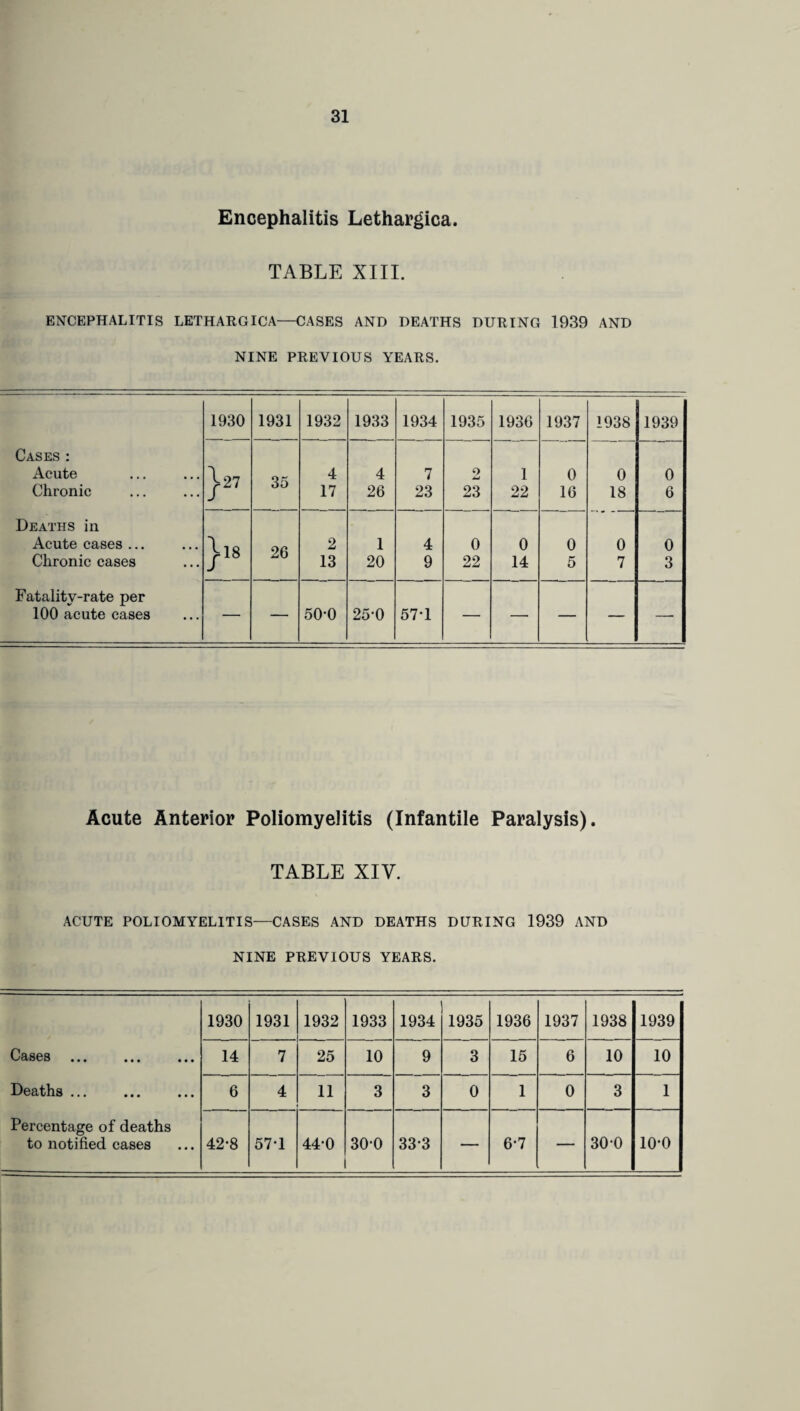 31
Encephalitis Lethargica.
TABLE XIII.
ENCEPHALITIS LETHARGICA—CASES AND DEATHS DURING 1939 AND
NINE PREVIOUS YEARS.
1930 1931 1932 1933 1934 1935 1936 1937 1938 1939
Cases :
Acute ... ... }27 35 4 4 7 2 1 0 0 0
Chronic ... ... 17 26 23 23 22 16 18 6
Deaths in
Acute cases ... ... }18 26 2 1 4 0 0 0 0 0
Chronic cases ... 13 20 9 22 14 5 7 3
Fatality-rate per
100 acute cases ... — — 50·0 25·0 57·1 — — — — —
Acute Anterior Poliomyelitis (Infantile Paralysis).
TABLE XIV.
ACUTE POLIOMYELITIS—CASES AND DEATHS DURING 1939 AND
NINE PREVIOUS YEARS.
1930 1931 1932 1933 1934 1935 1936 1937 1938 1939
Cases ... ... ... 14 7 25 10 9 3 15 6 10 10
Deaths ... ... ... 6 4 11 3 3 0 1 0 3 1
Percentage of deaths
to notified cases ... 42·8 57·1 44·0 30·0 33·3 — 6·7 — 30·0 10·0